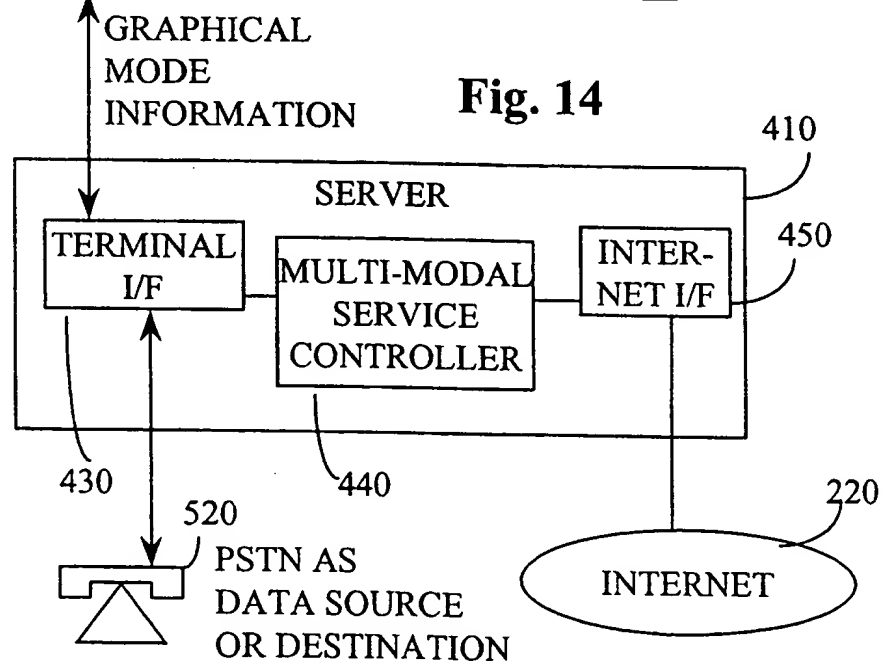 GRAPHICAL
MODE
INFORMATION
Fig. 14
410
SERVER
TERMINAL
I/F
MULTI-MODAL
SERVICE
CONTROLLER
INTER-
NET I/F
450
430
440
220
520
PSTN AS
DATA SOURCE
OR DESTINATION
INTERNET